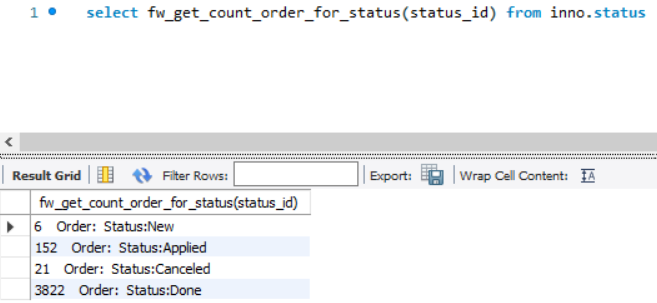 1 select fw_get_count_order_for_status(status_id) from inno.status
Result Grid Filter Rows: Export: Wrap Cell Content: IA
fw_get_count_order_for_status(status_id)
6 Order: Status:New
152 Order: Status:Applied
21 Order: Status:Canceled
3822 Order: Status:Done